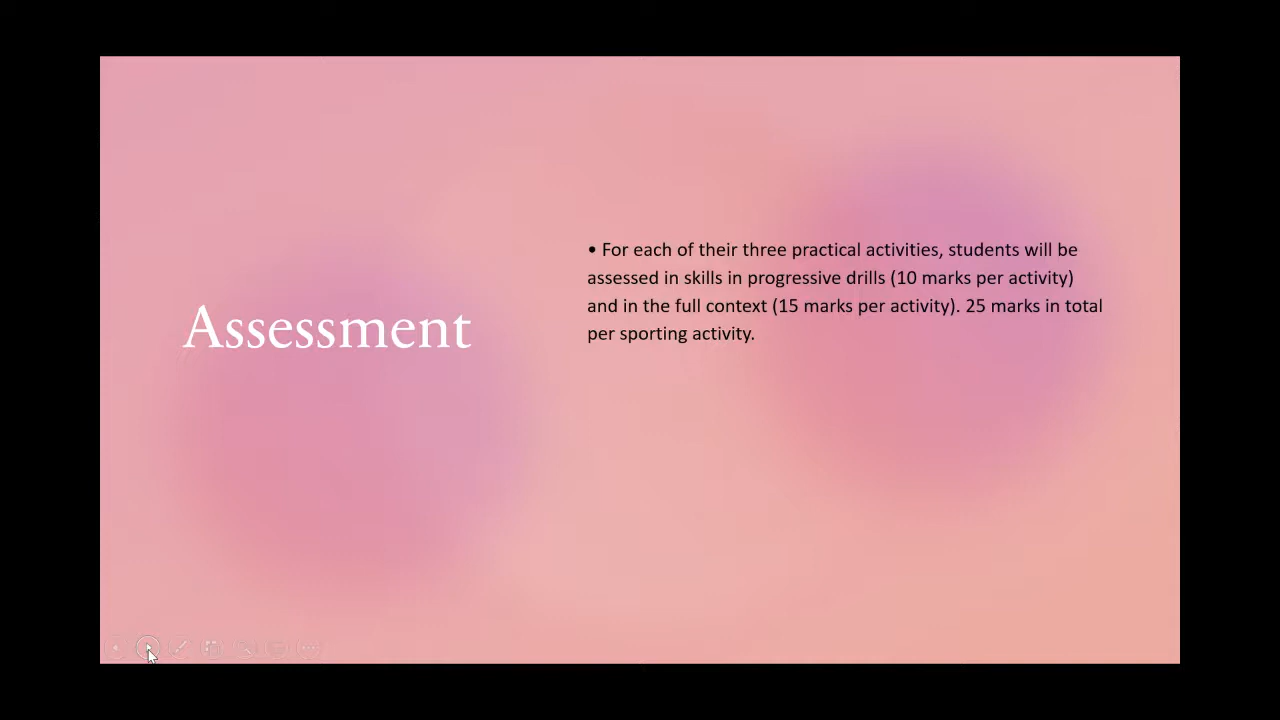 Assessment
• For each of their three practical activities, students will be
assessed in skills in progressive drills (10 marks per activity)
and in the full context (15 marks per activity). 25 marks in total
per sporting activity.